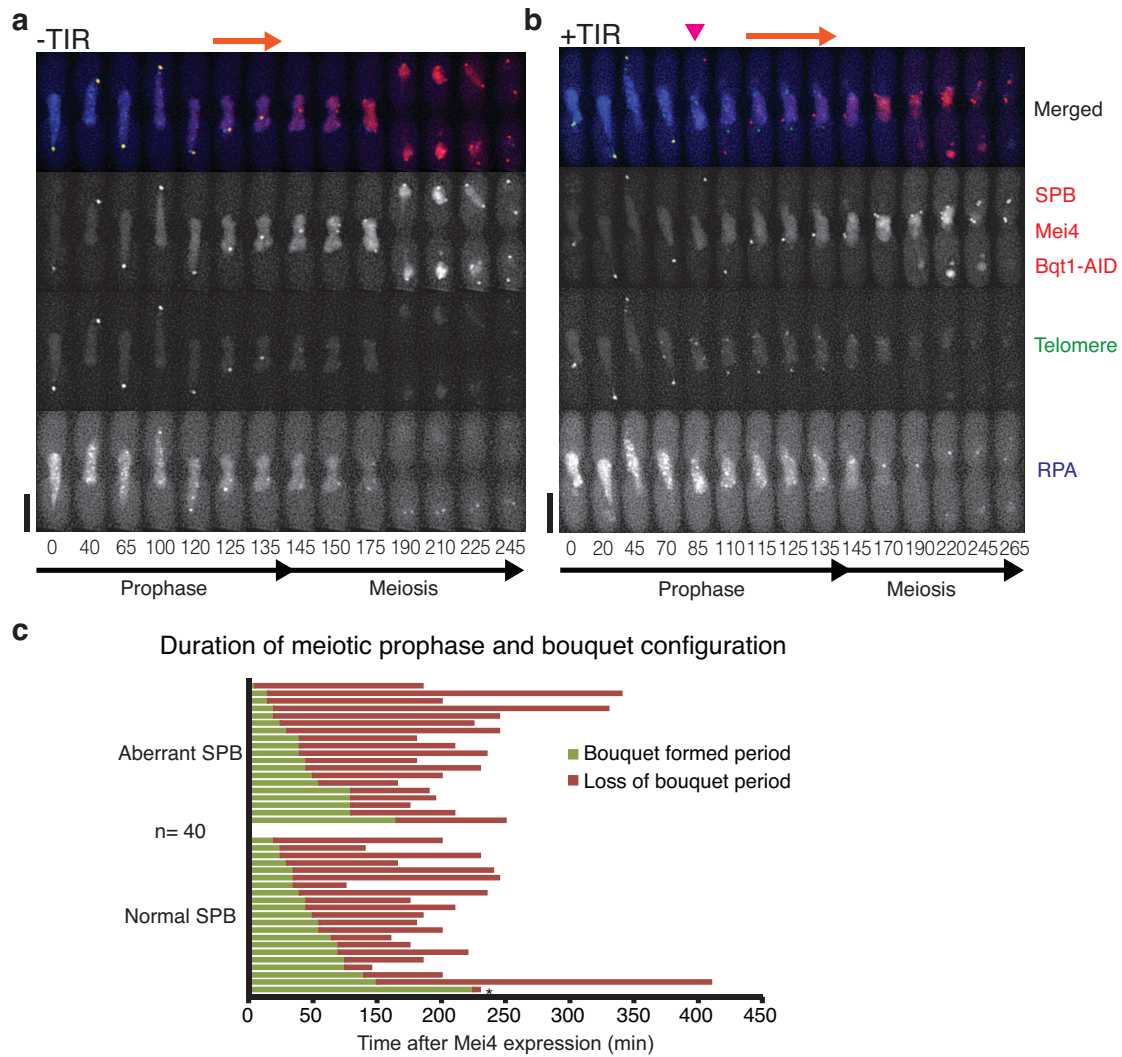 a
-TIR
b
+TIR
Merged
SPB
Mei4
Bqt1-AID
Telomere
RPA
0 40 65 100 120 125 135 145 150 175 190 210 225 245
Prophase Meiosis
0 20 45 70 85 110 115 125 135 145 170 190 220 245 265
Prophase Meiosis
c
Duration of meiotic prophase and bouquet configuration
Aberrant SPB
Bouquet formed period
Loss of bouquet period
n= 40
Normal SPB
*
0 50 150 200 250 300 350 400 450
Time after Mei4 expression (min)